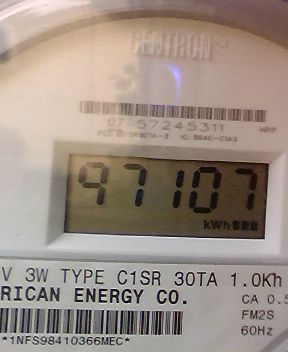 CENTRON®
07 57245311
HPP
97107
kWh
V 3W TYPE C1SR 30TA 1.0Kh
RICAN ENERGY CO.
CA 0.5
FM2S
60Hz
*1NFS98410366MEC*